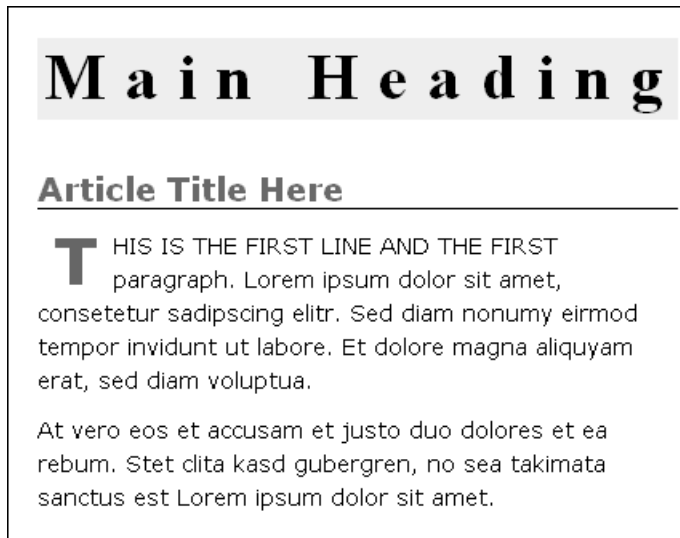 Main Heading
Article Title Here
THIS IS THE FIRST LINE AND THE FIRST
paragraph. Lorem ipsum dolor sit amet,
consetetur sadipscing elitr. Sed diam nonumy eirmod
tempor invidunt ut labore. Et dolore magna aliquyam
erat, sed diam voluptua.
At vero eos et accusam et justo duo dolores et ea
rebum. Stet clita kasd gubergren, no sea takimata
sanctus est Lorem ipsum dolor sit amet.